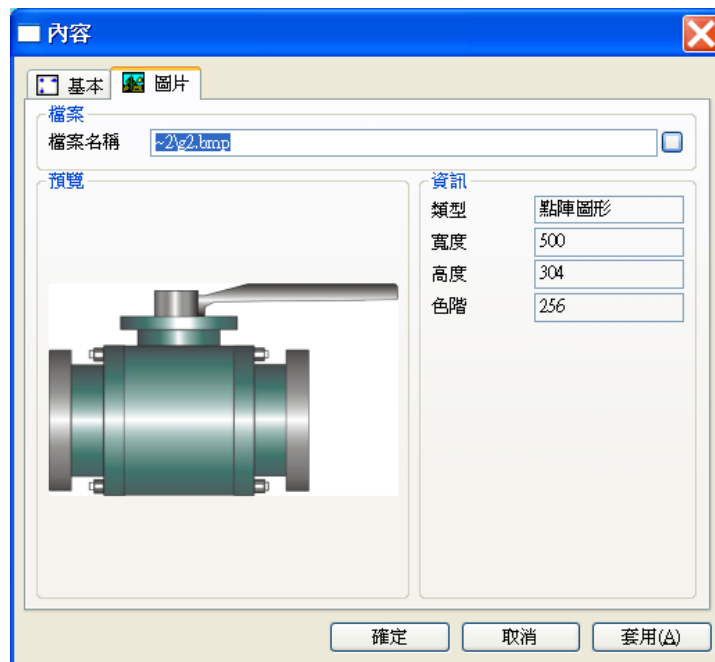 內容
基本 圖片
檔案
檔案名稱 ~2\g2.bmp
預覽
資訊
類型 點陣圖形
寬度 500
高度 304
色階 256
確定 取消 套用(A)